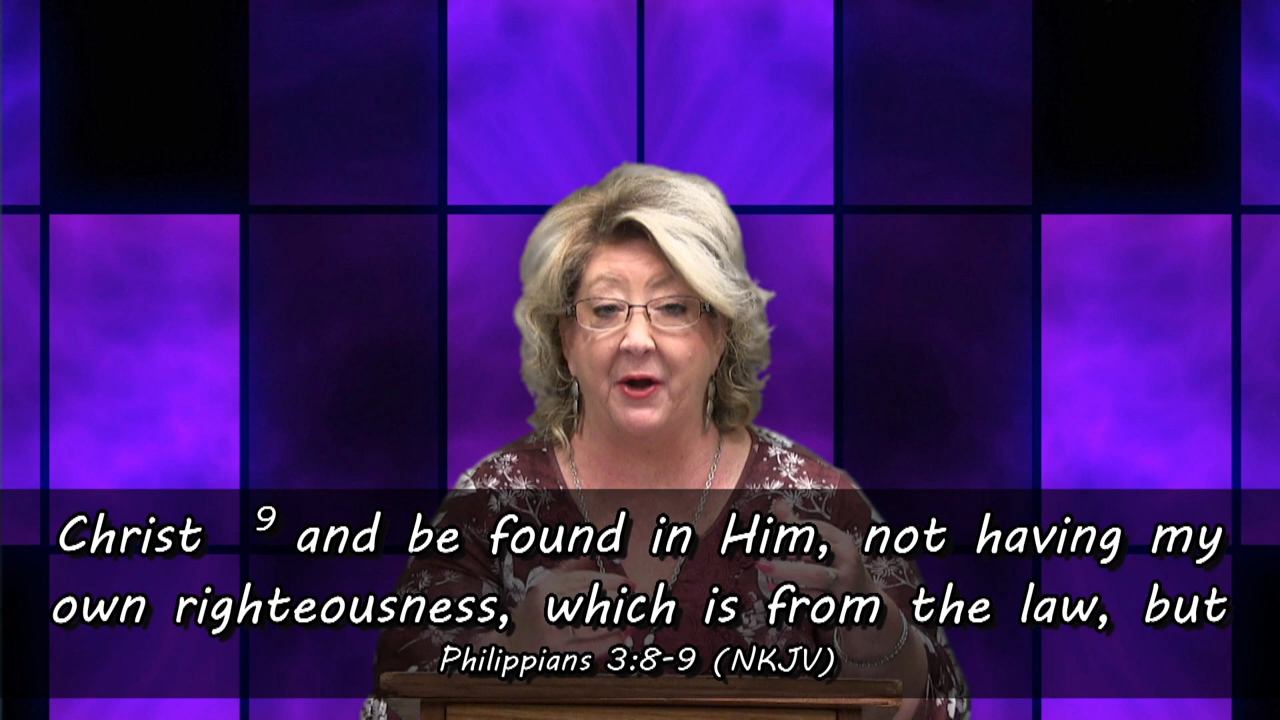 Christ ⁹ and be found in Him, not having my
own righteousness, which is from the law, but
Philippians 3:8-9 (NKJV)